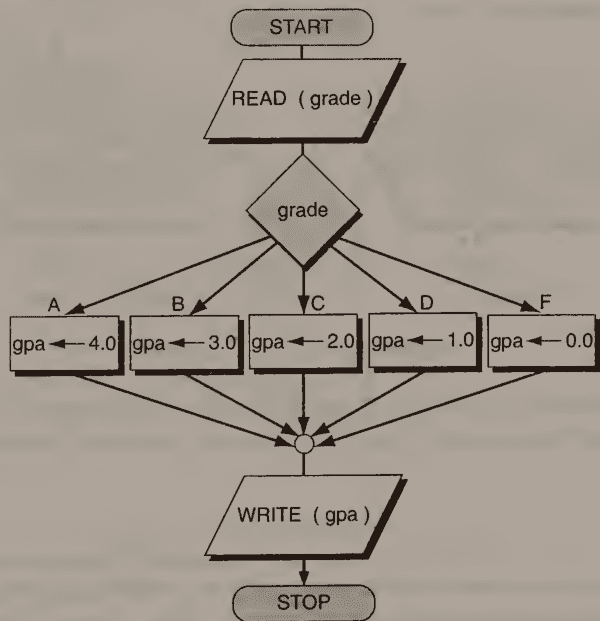 START
READ ( grade )
grade
A B C D F
gpa ← 4.0 gpa ← 3.0 gpa ← 2.0 gpa ← 1.0 gpa ← 0.0
WRITE ( gpa )
STOP